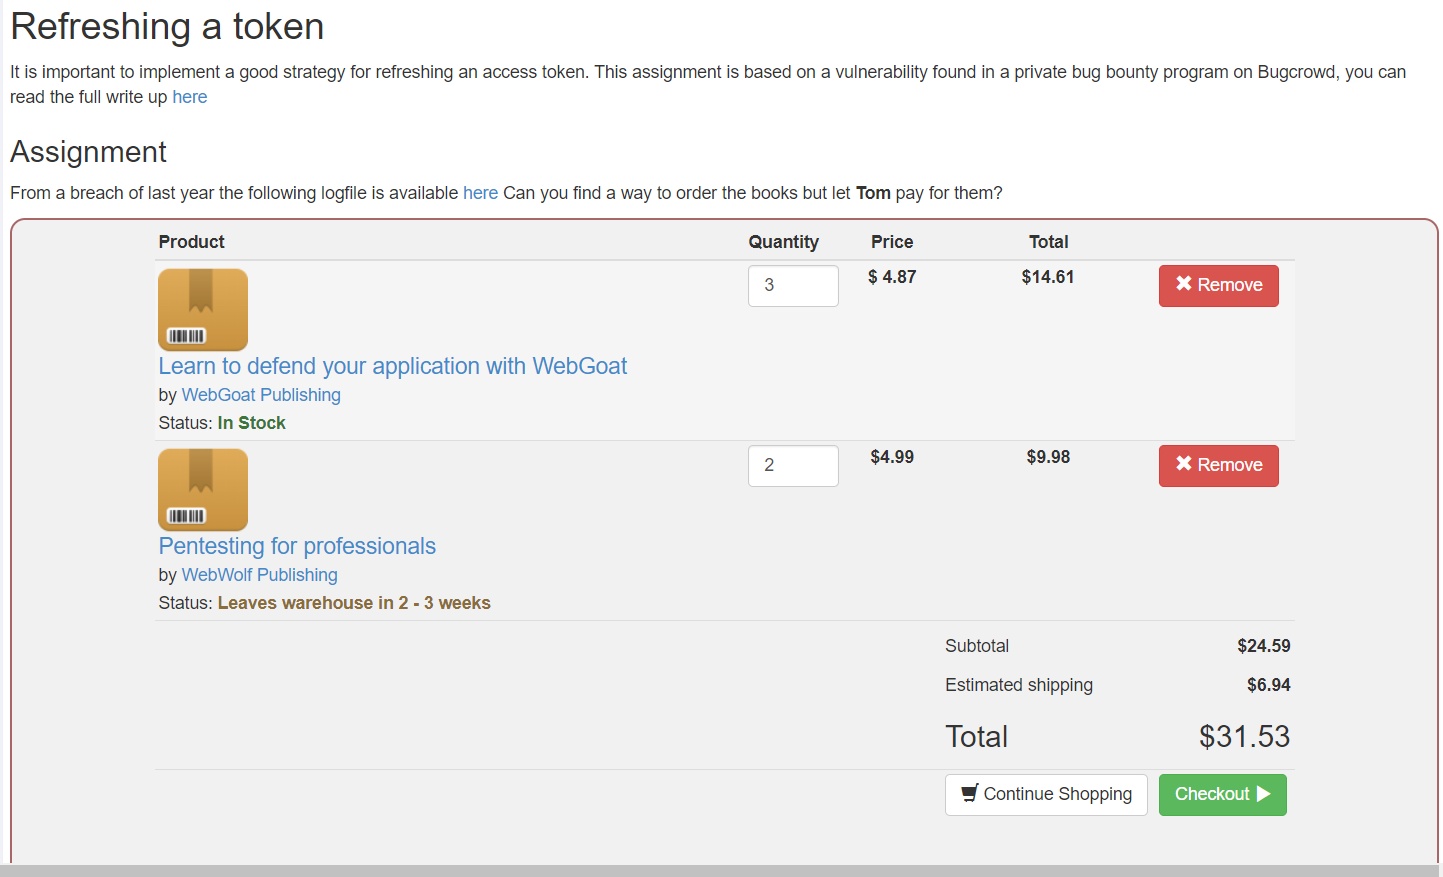 Refreshing a token
It is important to implement a good strategy for refreshing an access token. This assignment is based on a vulnerability found in a private bug bounty program on Bugcrowd, you can
read the full write up here
Assignment
From a breach of last year the following logfile is available here Can you find a way to order the books but let Tom pay for them?
Product Quantity Price Total
3 $ 4.87 $14.61 Remove
Learn to defend your application with WebGoat
by WebGoat Publishing
Status: In Stock
2 $4.99 $9.98 Remove
Pentesting for professionals
by WebWolf Publishing
Status: Leaves warehouse in 2 - 3 weeks
Subtotal $24.59
Estimated shipping $6.94
Total $31.53
Continue Shopping Checkout